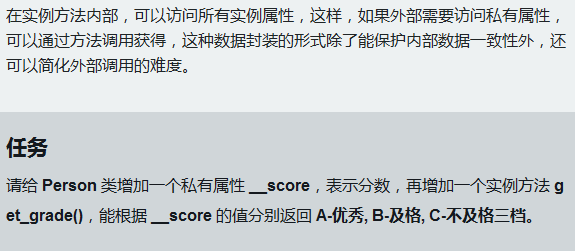 在实例方法内部，可以访问所有实例属性，这样，如果外部需要访问私有属性，
可以通过方法调用获得，这种数据封装的形式除了能保护内部数据一致性外，还
可以简化外部调用的难度。
任务
请给 Person 类增加一个私有属性 __score，表示分数，再增加一个实例方法 g
et_grade()，能根据 __score 的值分别返回 A-优秀, B-及格, C-不及格三档。